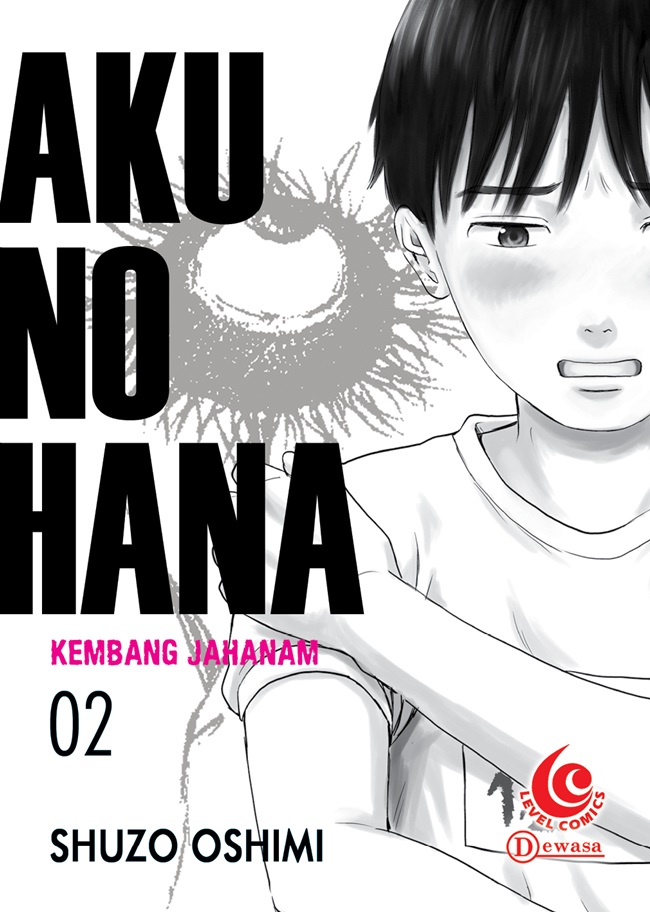 AKU
NO
HANA
KEMBANG JAHANAM
02
SHUZO OSHIMI
LEVEL COMICS
Dewasa